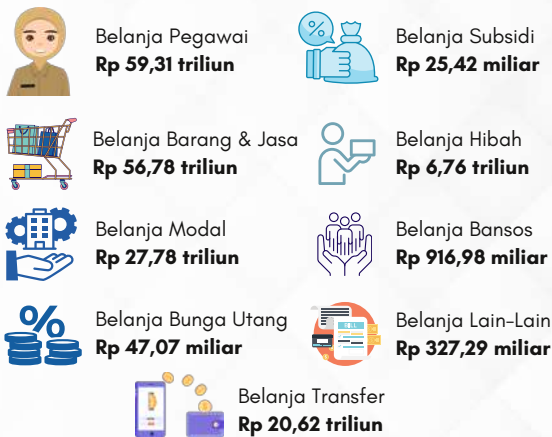 Belanja Pegawai
Rp 59,31 triliun
Belanja Subsidi
Rp 25,42 miliar
Belanja Barang & Jasa
Rp 56,78 triliun
Belanja Hibah
Rp 6,76 triliun
Belanja Modal
Rp 27,78 triliun
Belanja Bansos
Rp 916,98 miliar
Belanja Bunga Utang
Rp 47,07 miliar
Belanja Lain-Lain
Rp 327,29 miliar
Belanja Transfer
Rp 20,62 triliun
%
%
BILL